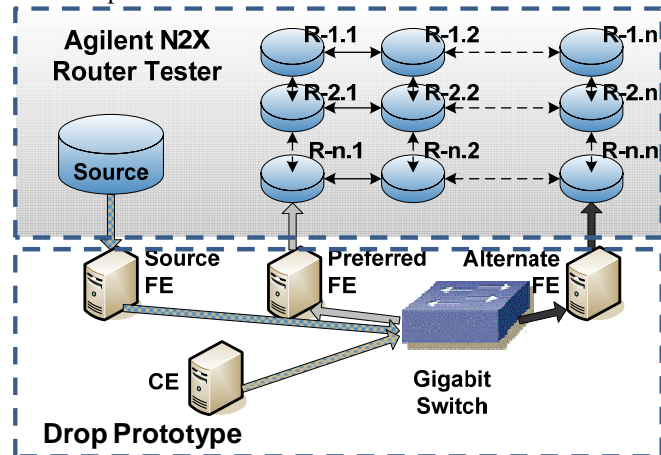 Agilent N2X
Router Tester
R-1.1
R-1.2
R-1.n
R-2.1
R-2.2
R-2.n
R-n.1
R-n.2
R-n.n
Source
Source
FE
Preferred
FE
Alternate
FE
CE
Gigabit
Switch
Drop Prototype